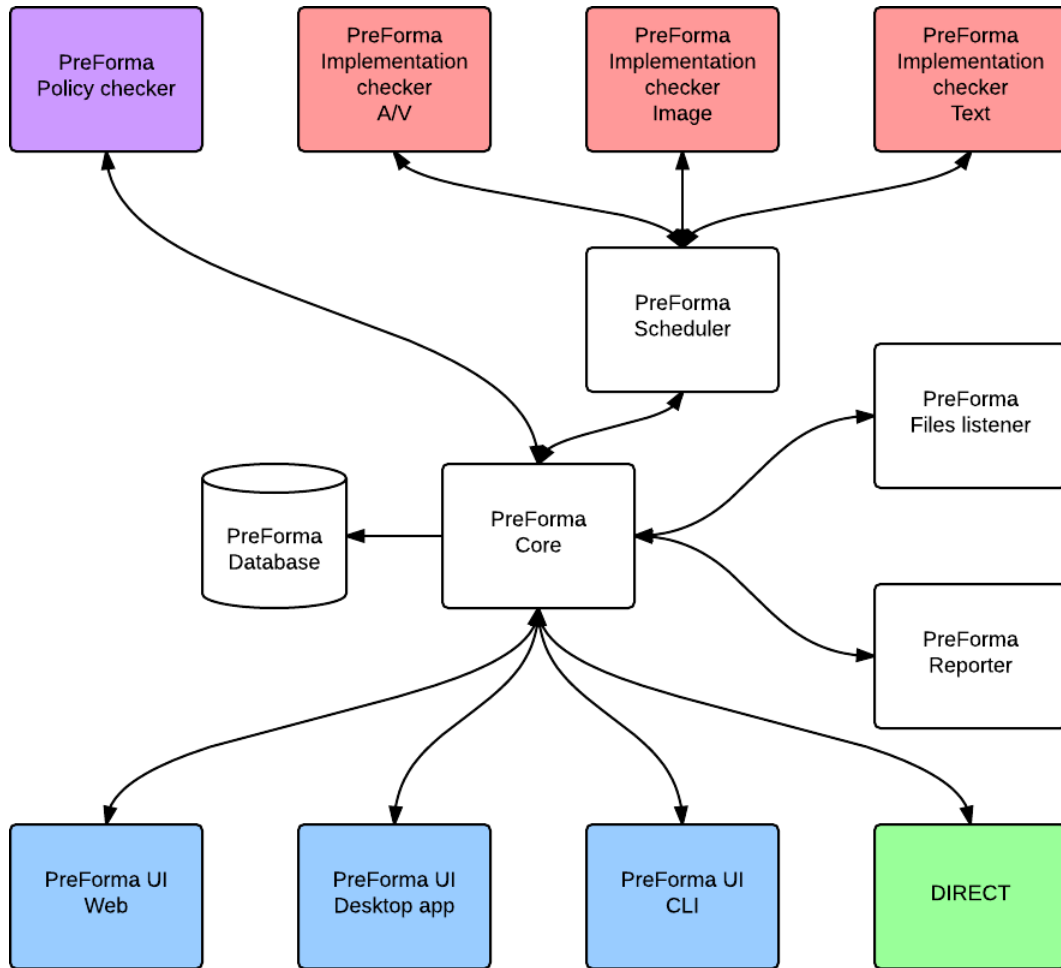 PreForma
Policy checker
PreForma
Implementation
checker
A/V
PreForma
Implementation
checker
Image
PreForma
Implementation
checker
Text
PreForma
Scheduler
PreForma
Files listener
PreForma
Database
PreForma
Core
PreForma
Reporter
PreForma UI
Web
PreForma UI
Desktop app
PreForma UI
CLI
DIRECT